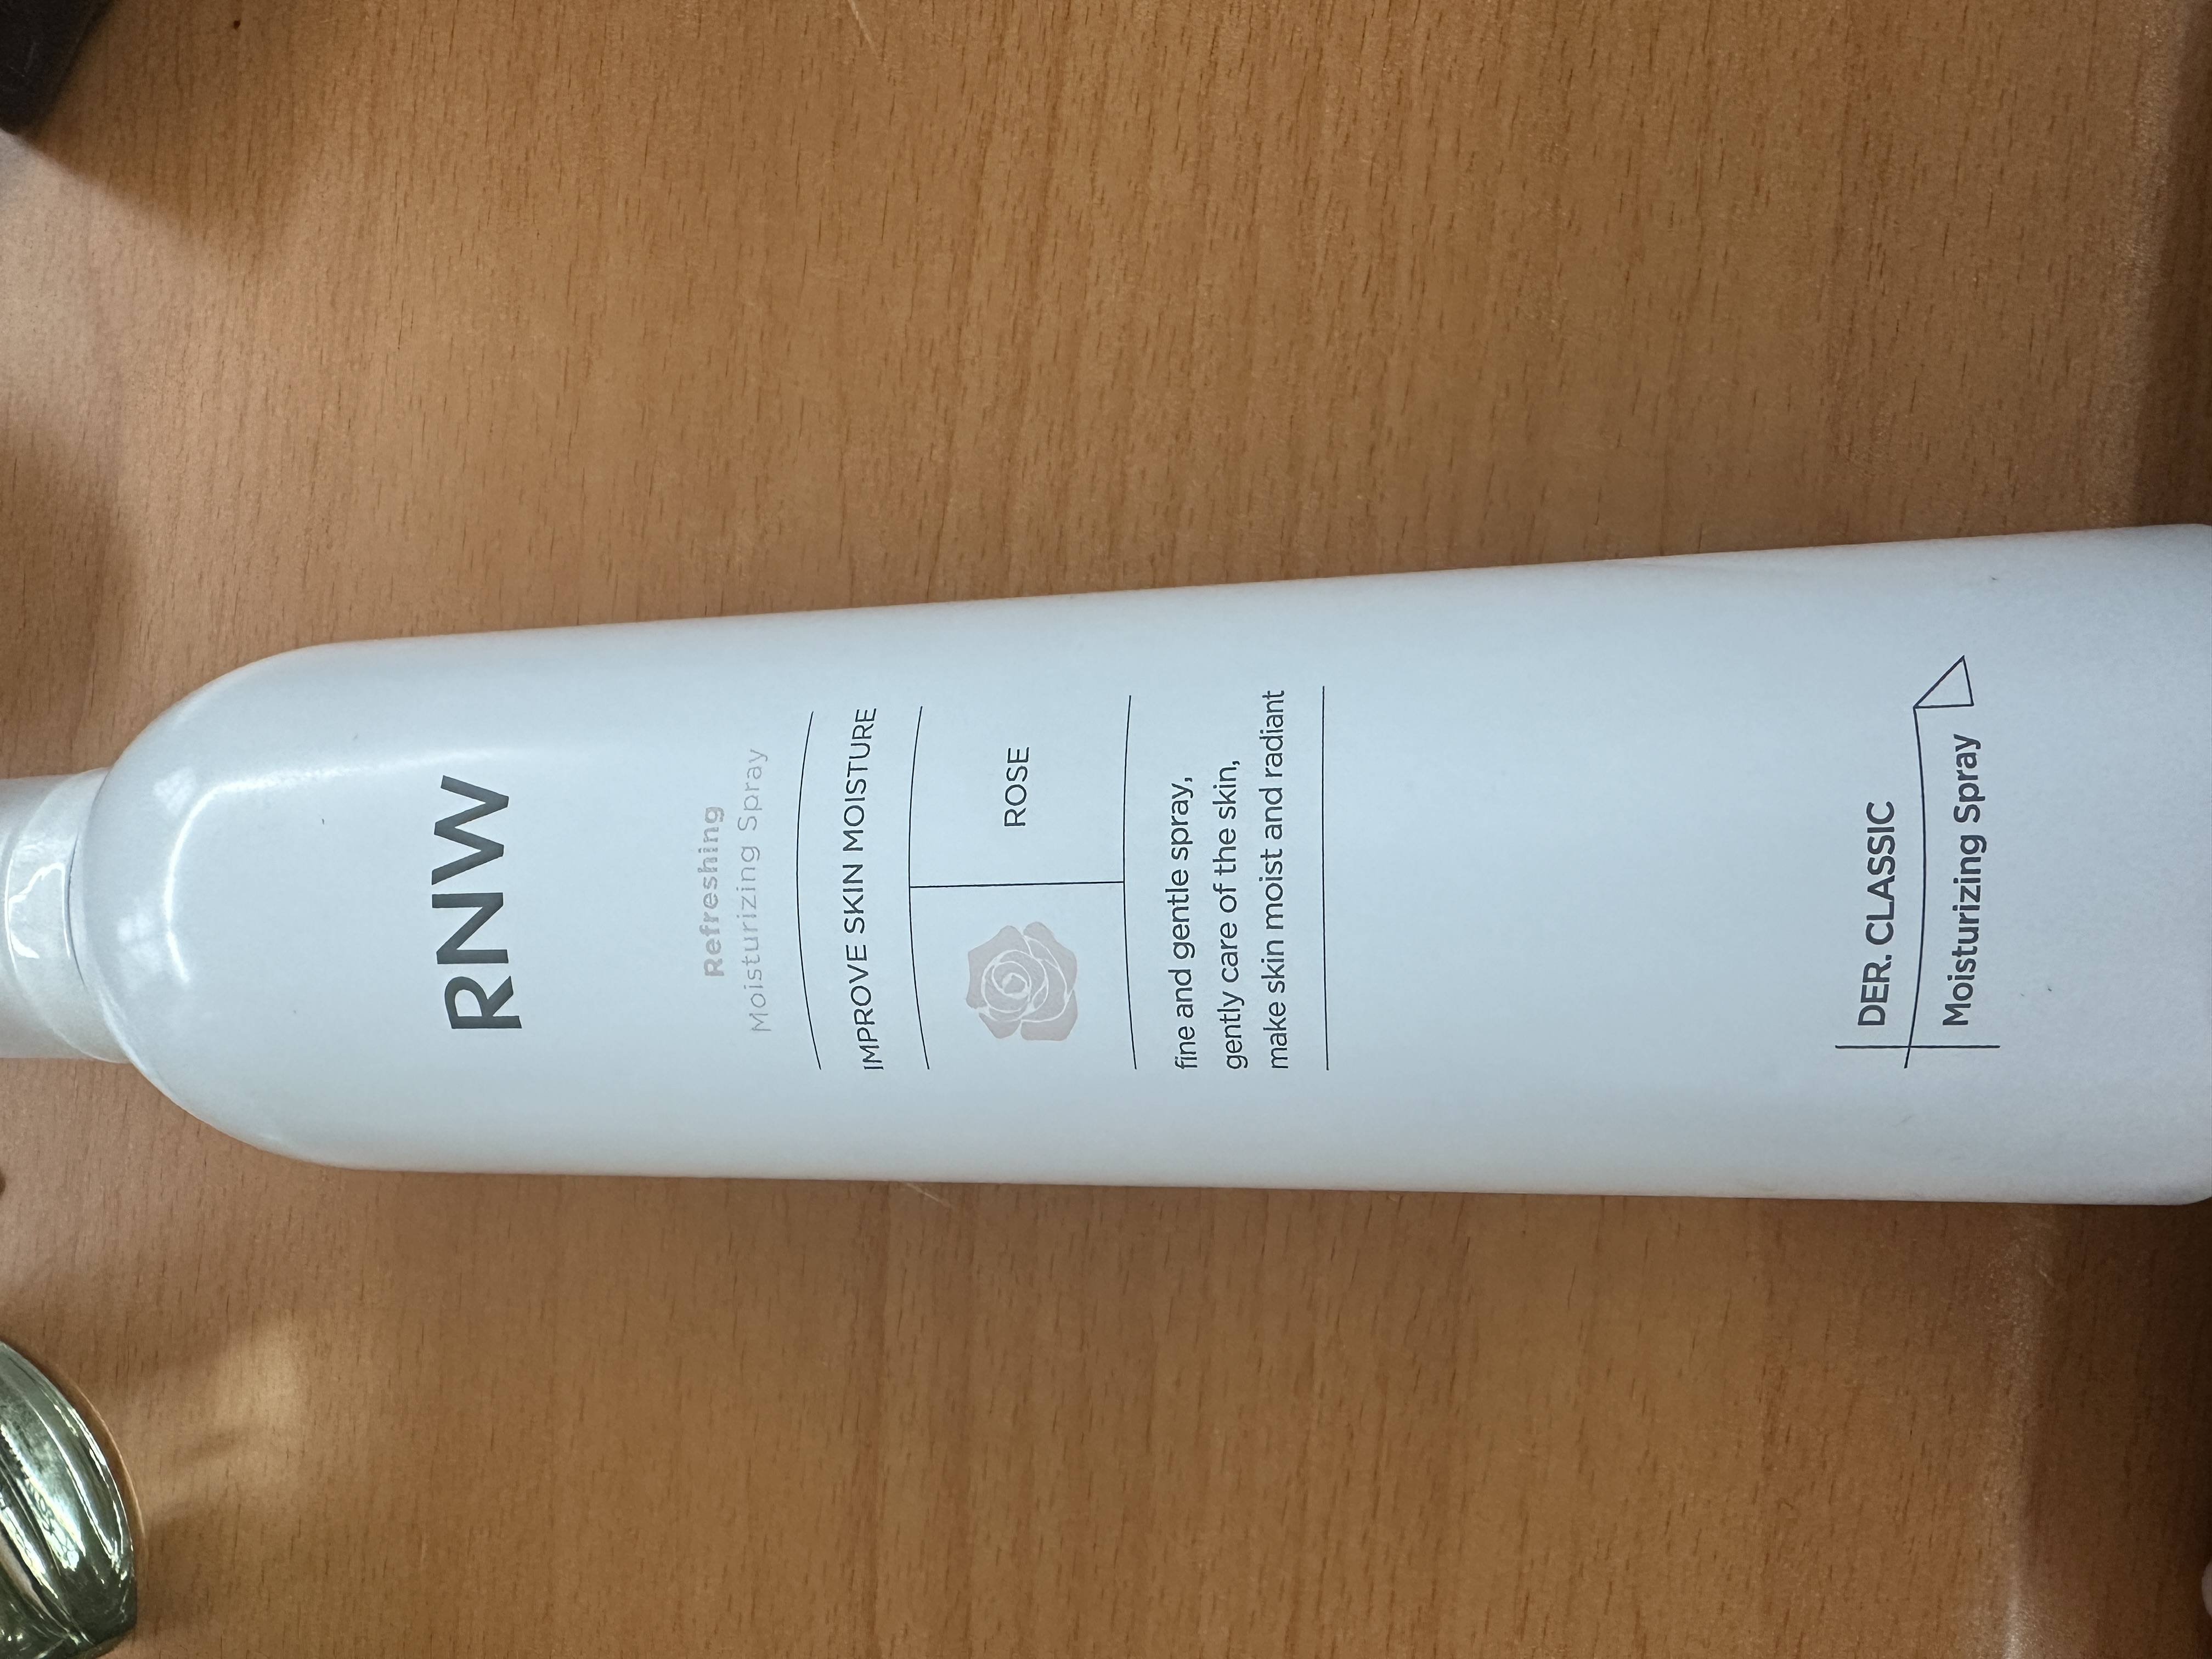 RNW
Refreshing
Moisturizing Spray
IMPROVE SKIN MOISTURE
ROSE
fine and gentle spray,
gently care of the skin,
make skin moist and radiant
DER. CLASSIC
Moisturizing Spray